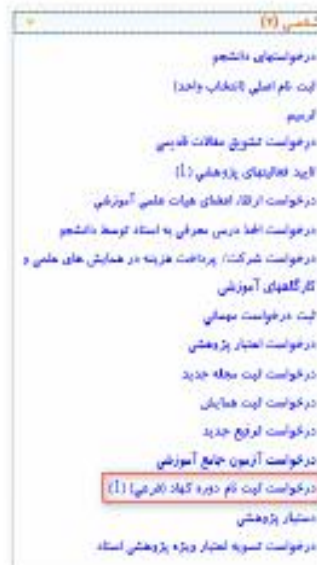 شخصی (۲)
درخواستهای دانشجو
ثبت نام اصلی (انتخاب واحد)
ترمیم
درخواست تشویق مقالات قدیمی
تایید فعالیتهای پژوهشی (1)
درخواست ارتقاء اعضای هیات علمی آموزشی
درخواست اخذ درس معرفی به استاد توسط دانشجو
درخواست شرکت/ پرداخت هزینه در همایش های علمی و
کارگاههای آموزشی
ثبت درخواست مهمانی
درخواست اعتبار پژوهشی
درخواست ثبت مجله جدید
درخواست ثبت همایش
درخواست ترفیع جدید
درخواست آزمون جامع آموزشی
درخواست ثبت نام دوره کهاد (فرعی) (1)
دستیار پژوهشی
درخواست تسویه اعتبار ویژه پژوهشی استاد